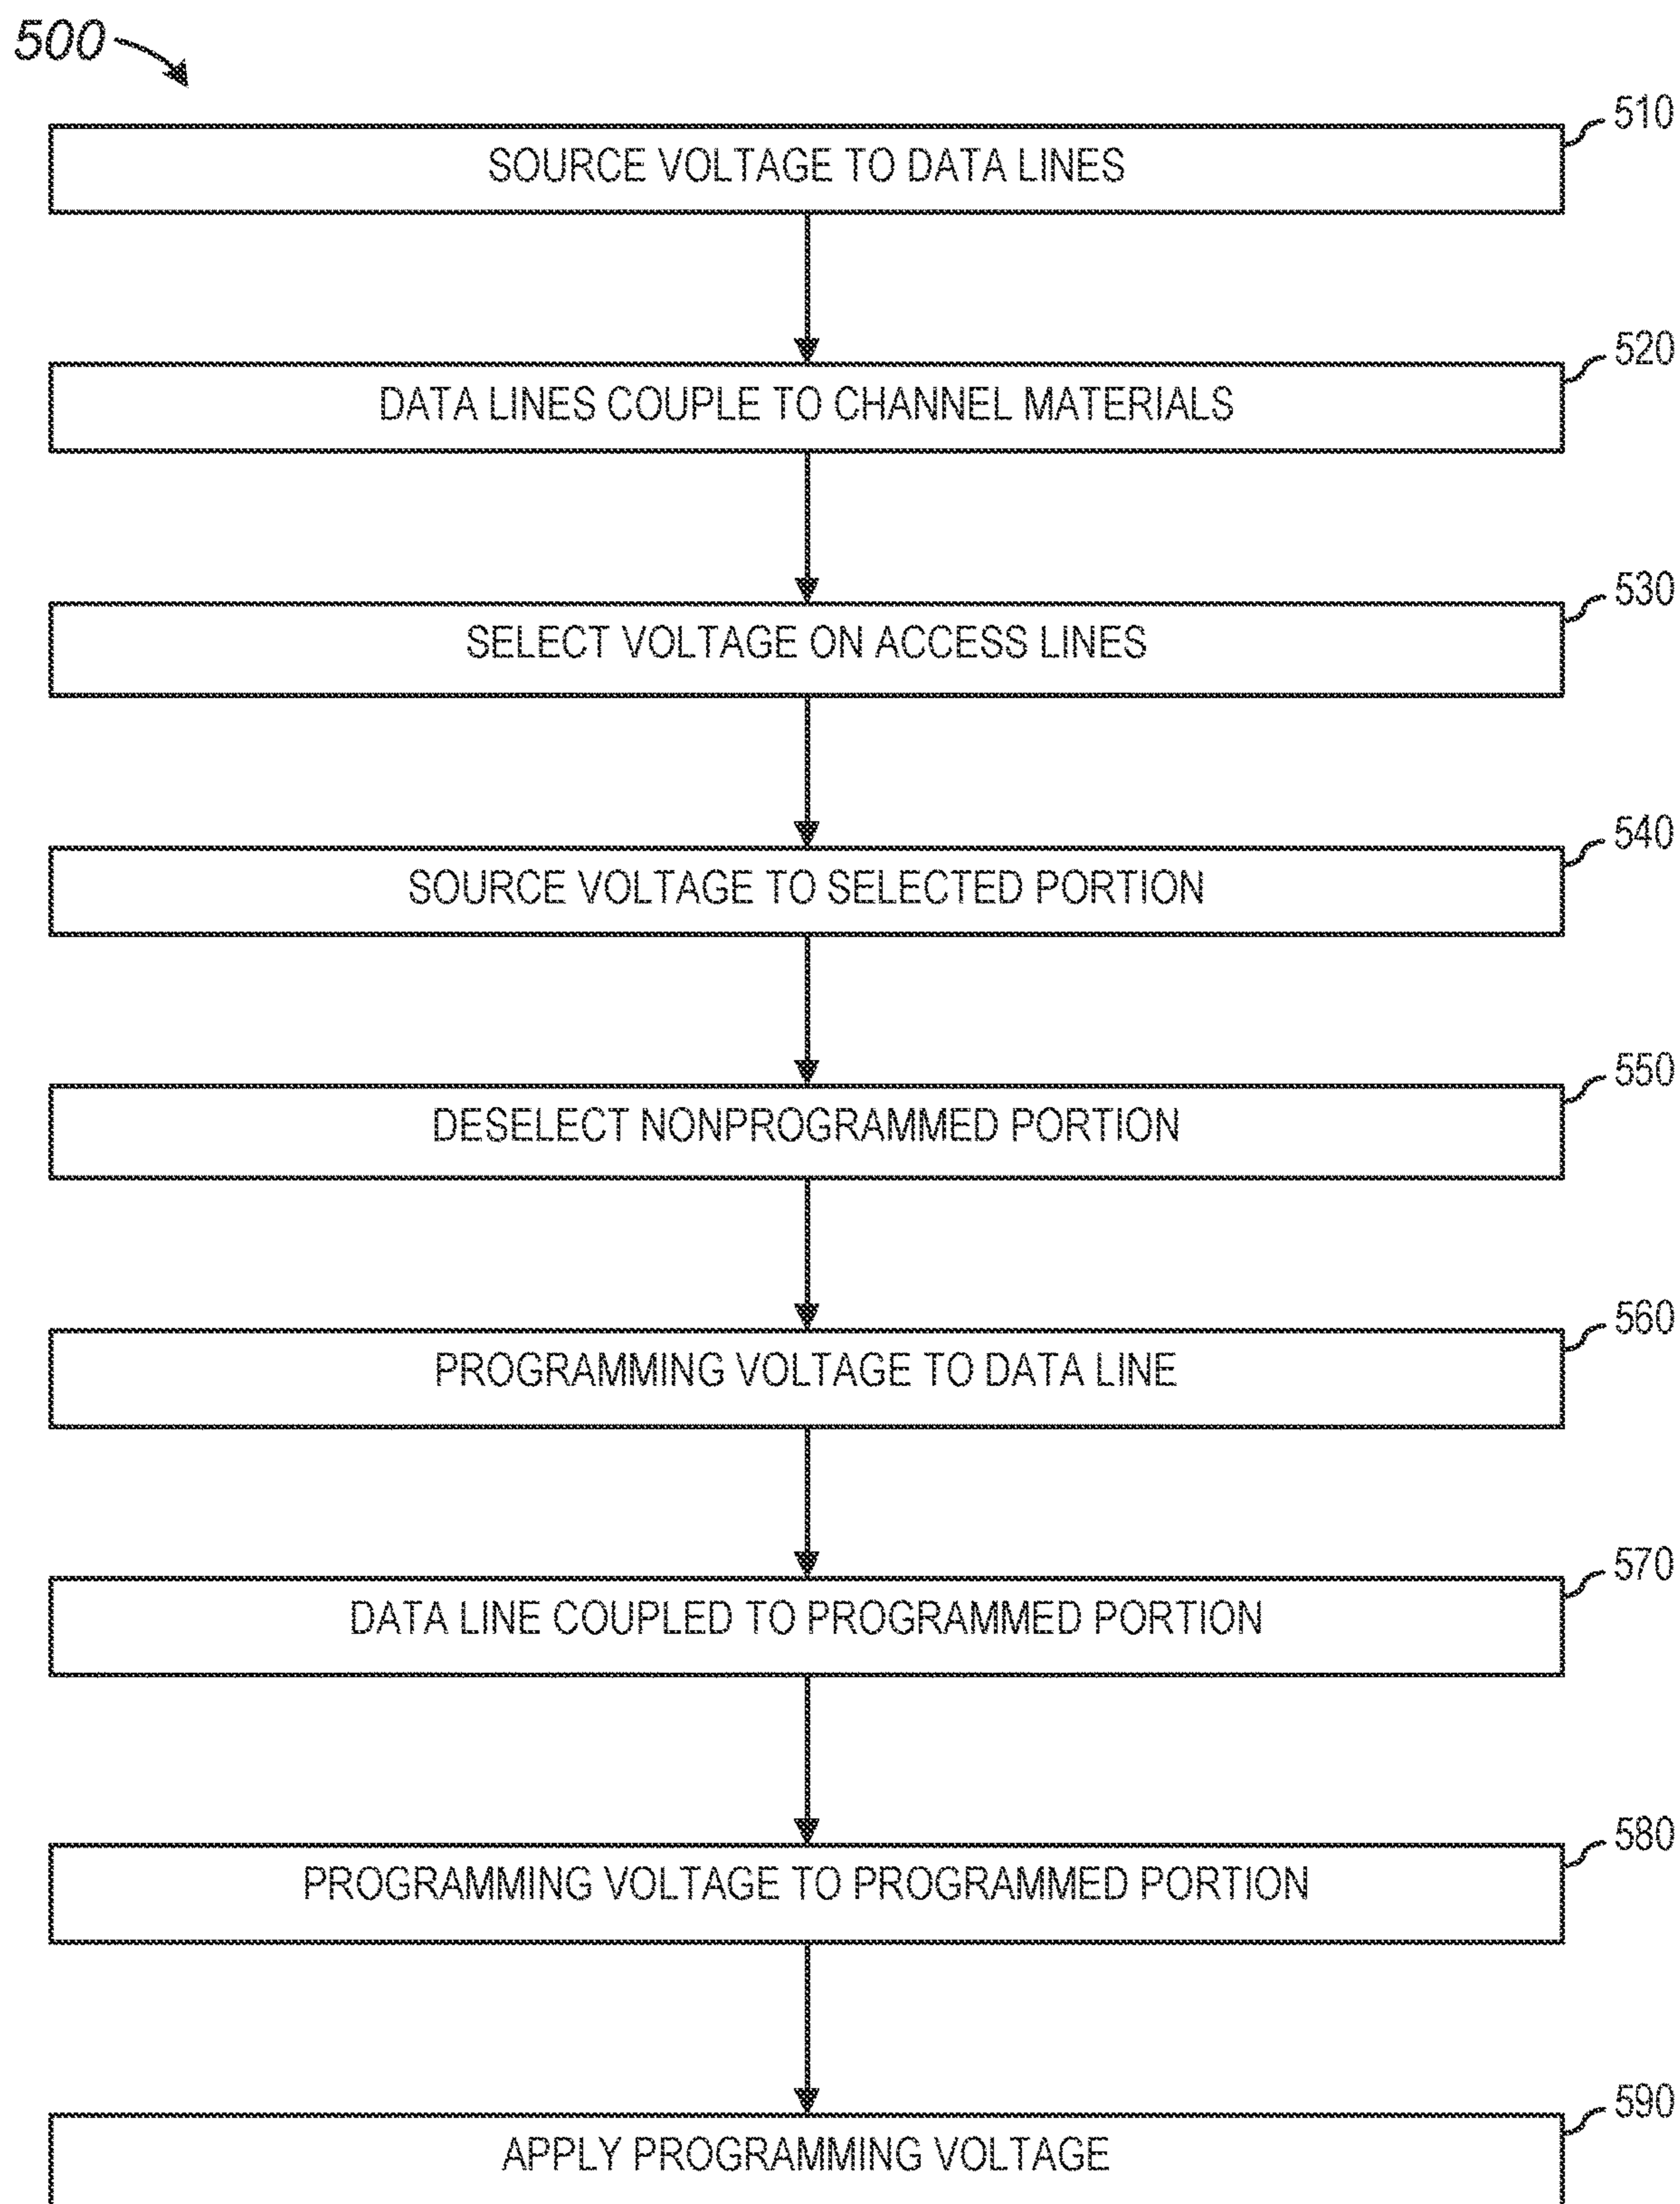 500
510
SOURCE VOLTAGE TO DATA LINES
520
DATA LINES COUPLE TO CHANNEL MATERIALS
530
SELECT VOLTAGE ON ACCESS LINES
540
SOURCE VOLTAGE TO SELECTED PORTION
550
DESELECT NONPROGRAMMED PORTION
560
PROGRAMMING VOLTAGE TO DATA LINE
570
DATA LINE COUPLED TO PROGRAMMED PORTION
580
PROGRAMMING VOLTAGE TO PROGRAMMED PORTION
590
APPLY PROGRAMMING VOLTAGE